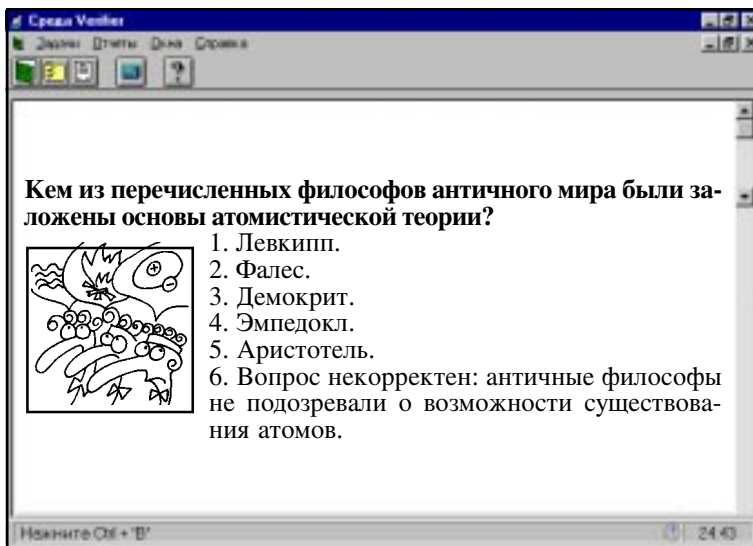 Среда Verifier
Задачи Отчеты Окна Справка
Кем из перечисленных философов античного мира были за-
ложены основы атомистической теории?
1. Левкипп.
2. Фалес.
3. Демокрит.
4. Эмпедокл.
5. Аристотель.
6. Вопрос некорректен: античные философы
не подозревали о возможности существова-
ния атомов.
Нажмите Ctrl + "B"
24:43